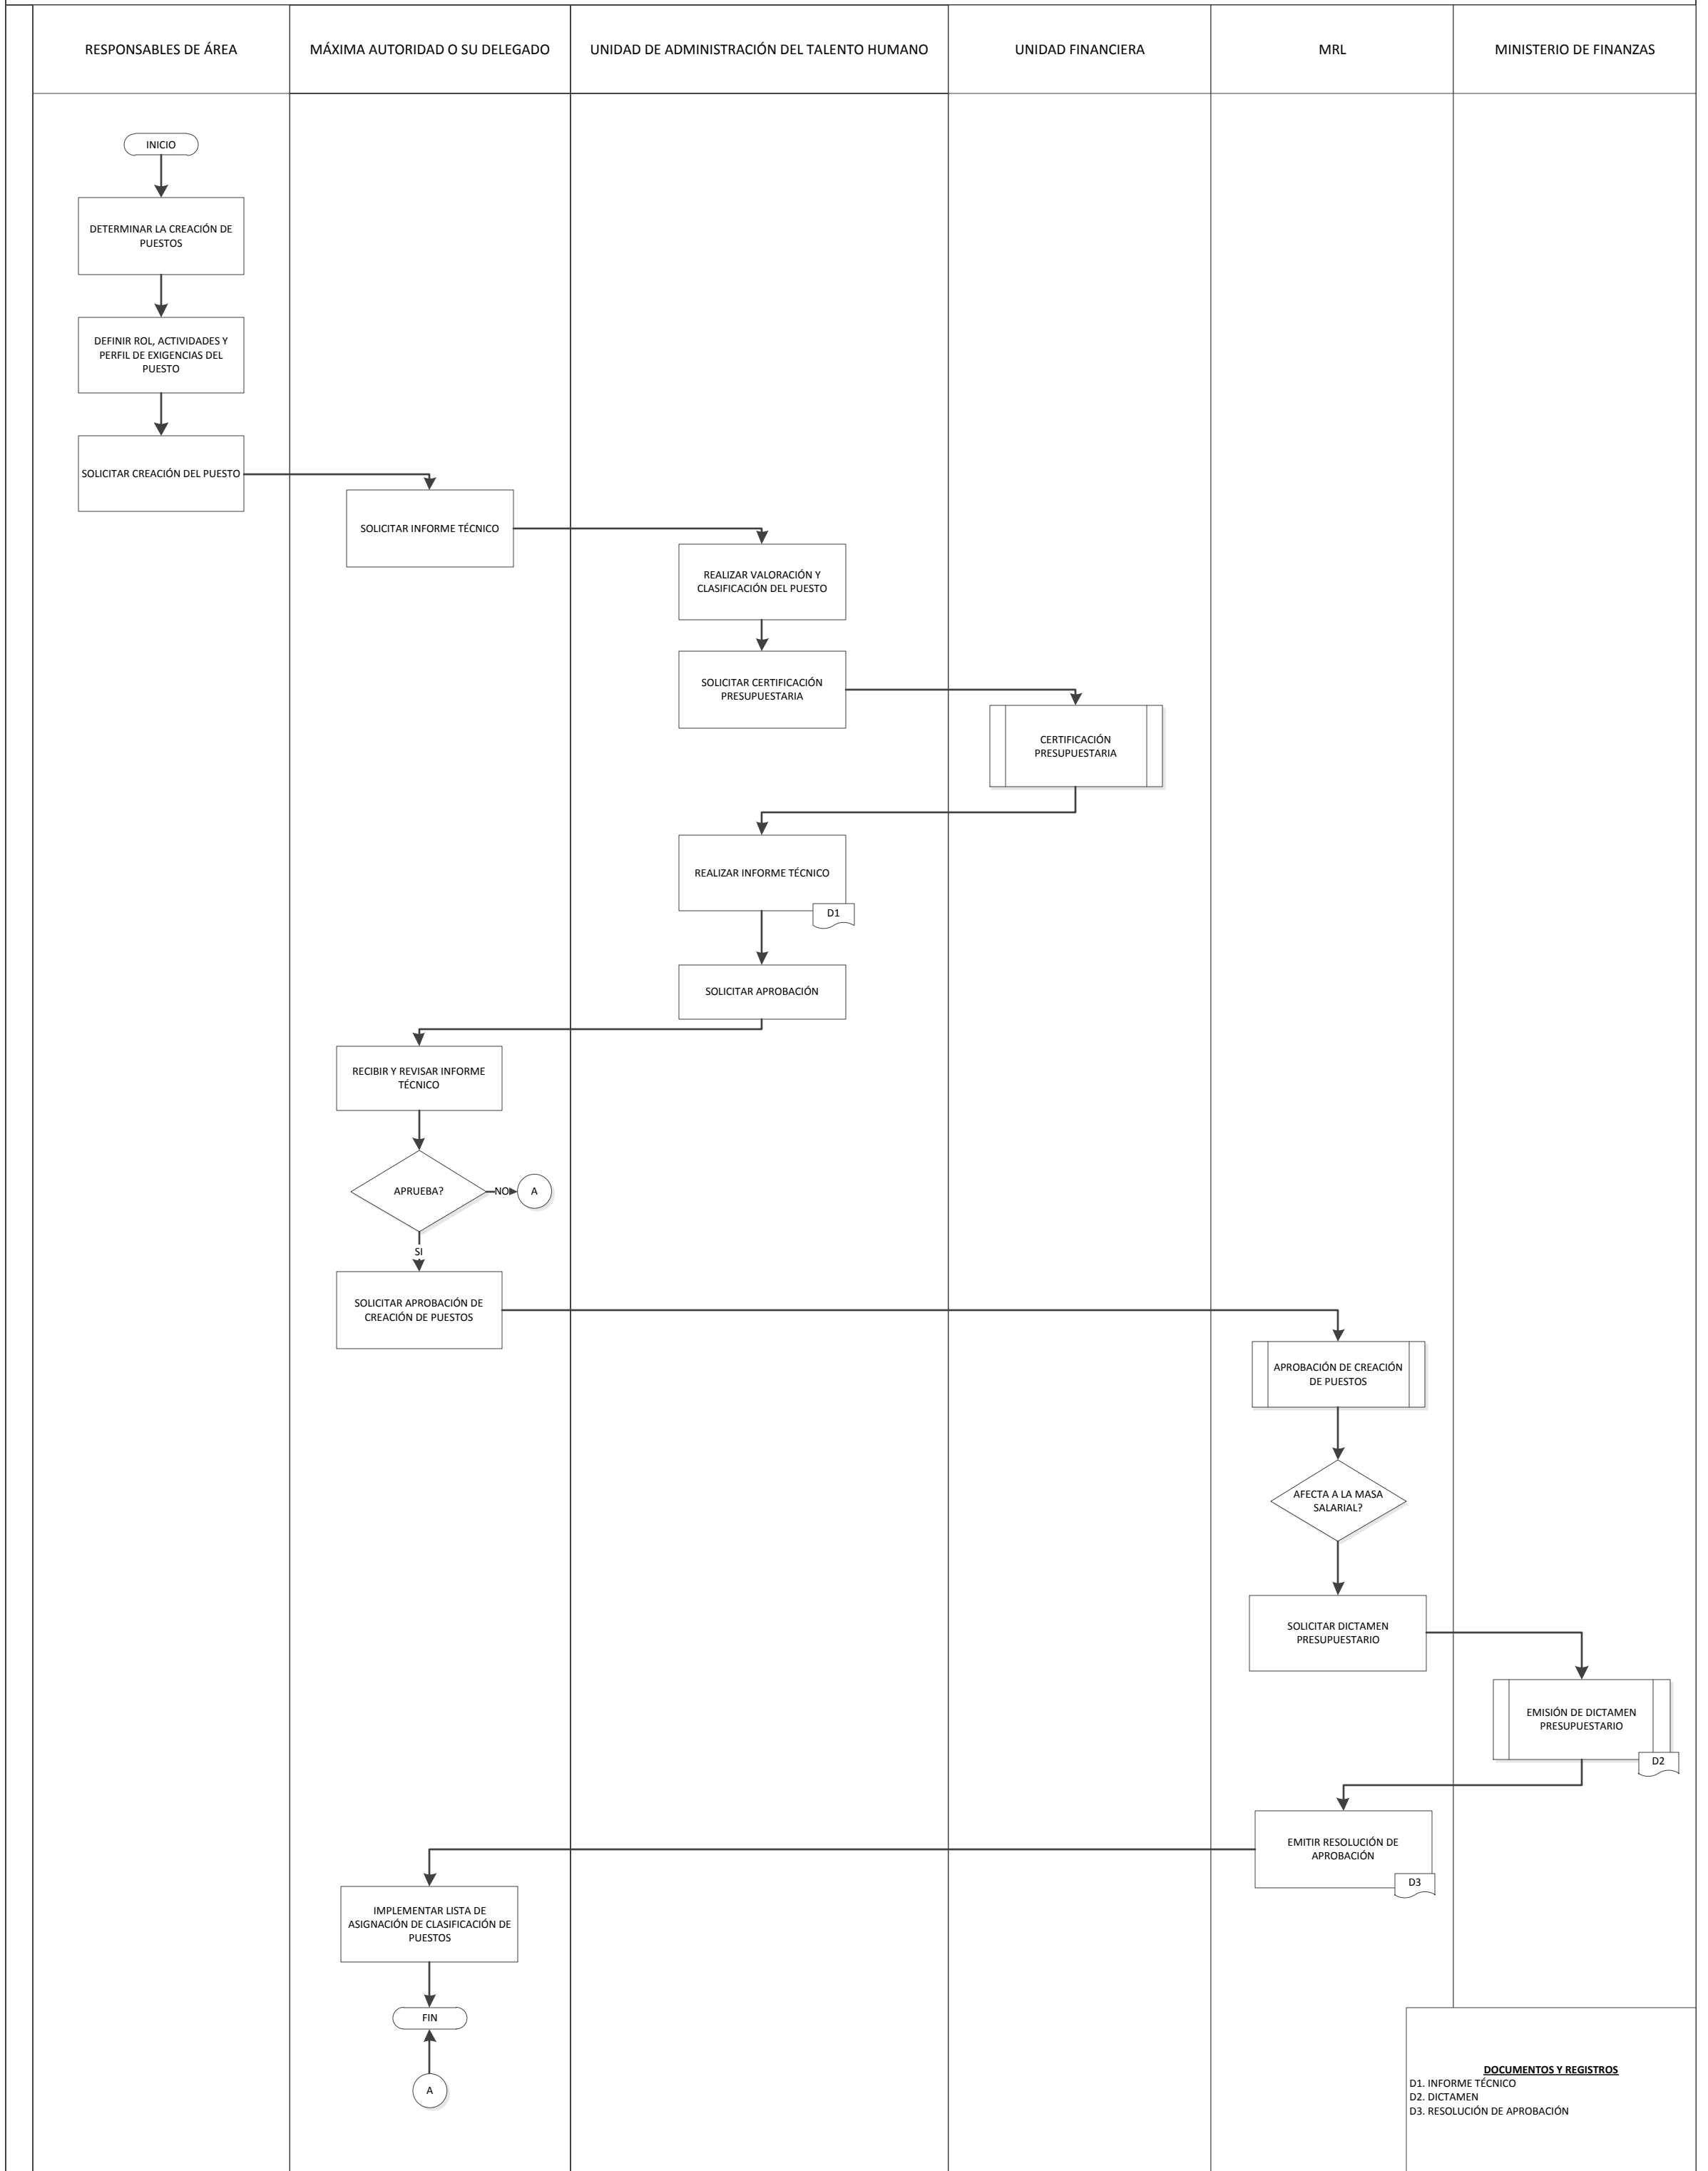 RESPONSABLES DE ÁREA
MÁXIMA AUTORIDAD O SU DELEGADO
UNIDAD DE ADMINISTRACIÓN DEL TALENTO HUMANO
UNIDAD FINANCIERA
MRL
MINISTERIO DE FINANZAS
INICIO
DETERMINAR LA CREACIÓN DE
PUESTOS
DEFINIR ROL, ACTIVIDADES Y
PERFIL DE EXIGENCIAS DEL
PUESTO
SOLICITAR CREACIÓN DEL PUESTO
SOLICITAR INFORME TÉCNICO
REALIZAR VALORACIÓN Y
CLASIFICACIÓN DEL PUESTO
SOLICITAR CERTIFICACIÓN
PRESUPUESTARIA
CERTIFICACIÓN
PRESUPUESTARIA
REALIZAR INFORME TÉCNICO
D1
SOLICITAR APROBACIÓN
RECIBIR Y REVISAR INFORME
TÉCNICO
APRUEBA?
NO
A
SI
SOLICITAR APROBACIÓN DE
CREACIÓN DE PUESTOS
APROBACIÓN DE CREACIÓN
DE PUESTOS
AFECTA A LA MASA
SALARIAL?
SOLICITAR DICTAMEN
PRESUPUESTARIO
EMISIÓN DE DICTAMEN
PRESUPUESTARIO
D2
EMITIR RESOLUCIÓN DE
APROBACIÓN
D3
IMPLEMENTAR LISTA DE
ASIGNACIÓN DE CLASIFICACIÓN DE
PUESTOS
FIN
A
DOCUMENTOS Y REGISTROS
D1. INFORME TÉCNICO
D2. DICTAMEN
D3. RESOLUCIÓN DE APROBACIÓN